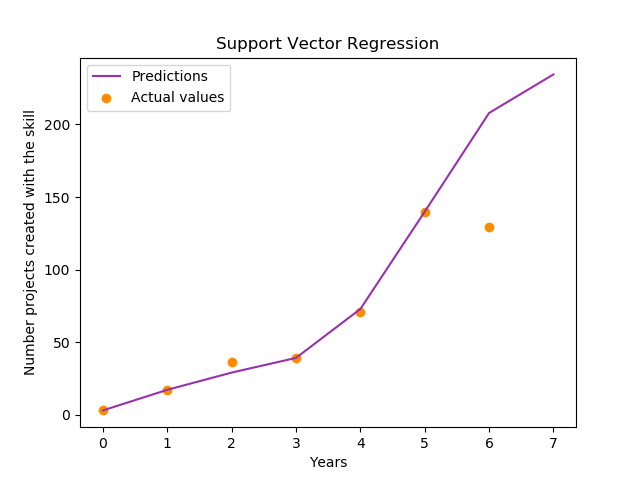 Support Vector Regression
Predictions
Actual values
Number projects created with the skill
200
150
100
50
0
0 1 2 3 4 5 6 7
Years